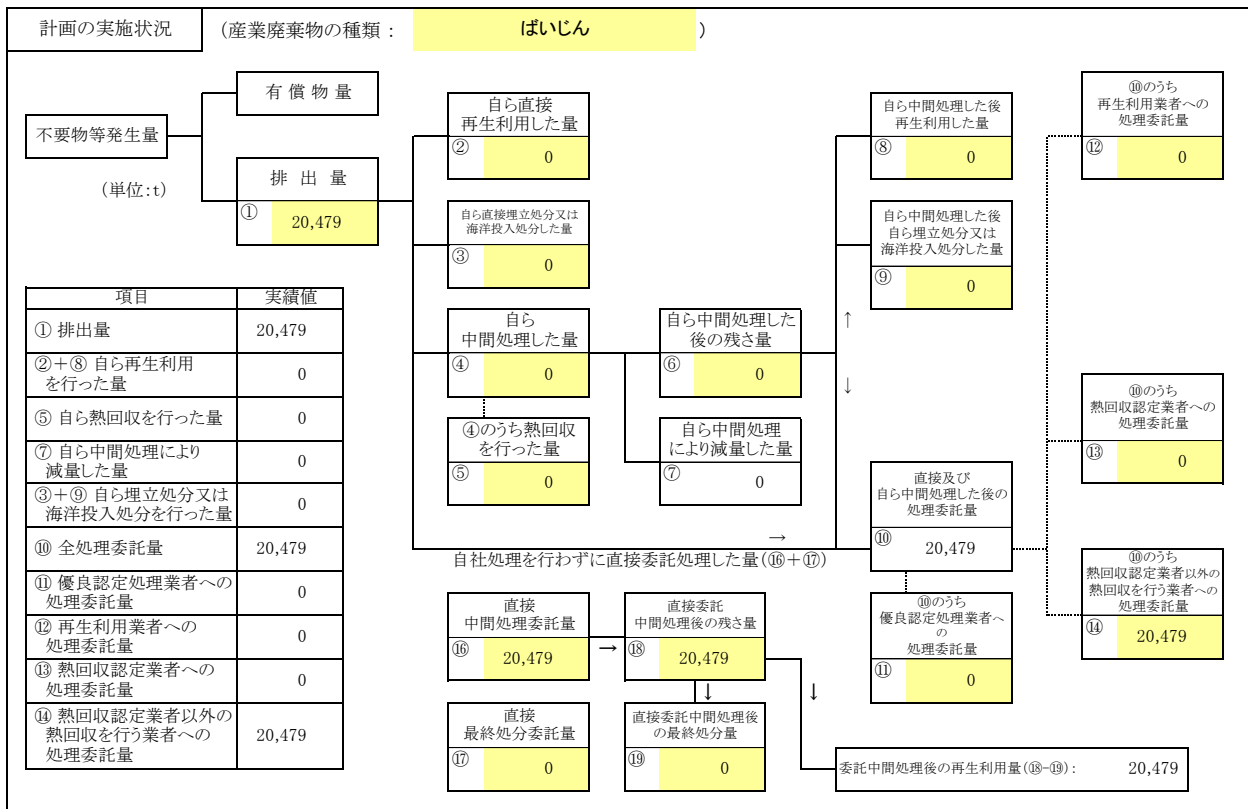 計画の実施状況 (産業廃棄物の種類： ばいじん )
不要物等発生量
(単位:t)
有償物量
排出量
① 20,479
自ら直接
再生利用した量
② 0
自ら直接埋立処分又は
海洋投入処分した量
③ 0
自ら
中間処理した量
④ 0
④のうち熱回収
を行った量
⑤ 0
自ら中間処理した
後の残さ量
⑥ 0
自ら中間処理
により減量した量
⑦ 0
自ら中間処理した後
再生利用した量
⑧ 0
自ら中間処理した後
自ら埋立処分又は
海洋投入処分した量
⑨ 0
↑
↓
直接及び
自ら中間処理した後の
処理委託量
⑩ 20,479
⑩のうち
優良認定処理業者へ
の
処理委託量
⑪ 0
⑩のうち
再生利用業者への
処理委託量
⑫ 0
⑩のうち
熱回収認定業者への
処理委託量
⑬ 0
⑩のうち
熱回収認定業者以外の
熱回収を行う業者への
処理委託量
⑭ 20,479
→
自社処理を行わずに直接委託処理した量(⑯＋⑰)
直接
中間処理委託量
⑯ 20,479
→
直接委託
中間処理後の残さ量
⑱ 20,479
↓
↓
直接
最終処分委託量
⑰ 0
直接委託中間処理後
の最終処分量
⑲ 0
委託中間処理後の再生利用量(⑱-⑲)： 20,479
項目 実績値
① 排出量 20,479
②＋⑧ 自ら再生利用
を行った量 0
⑤ 自ら熱回収を行った量 0
⑦ 自ら中間処理により
減量した量 0
③＋⑨ 自ら埋立処分又は
海洋投入処分を行った量 0
⑩ 全処理委託量 20,479
⑪ 優良認定処理業者への
処理委託量 0
⑫ 再生利用業者への
処理委託量 0
⑬ 熱回収認定業者への
処理委託量 0
⑭ 熱回収認定業者以外の
熱回収を行う業者への
処理委託量 20,479